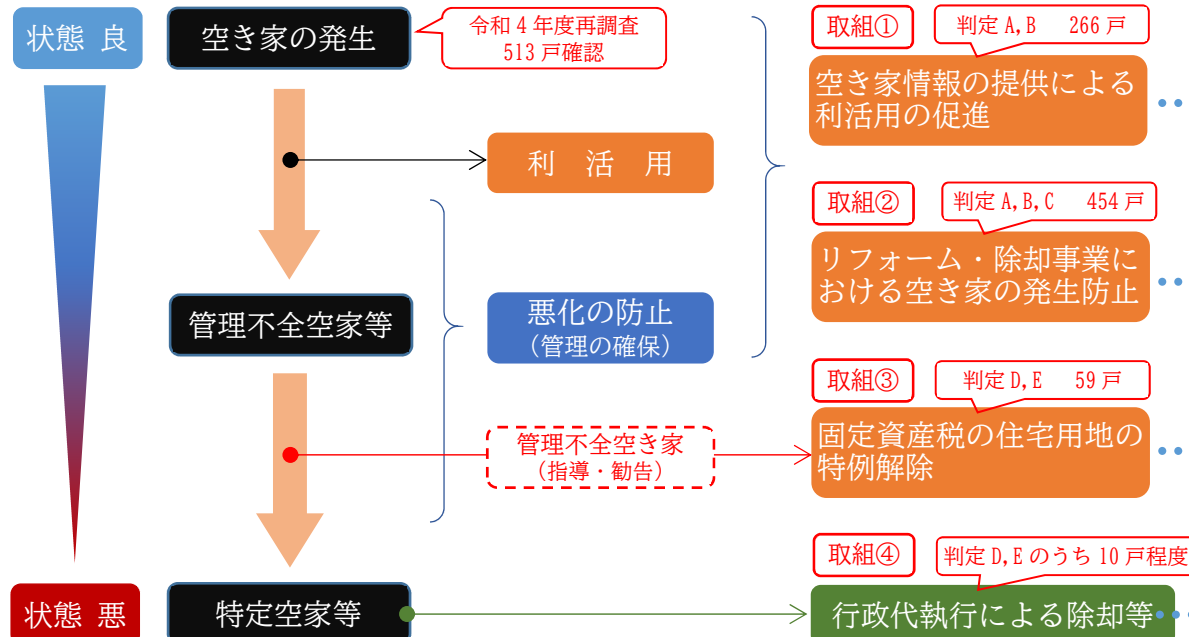 状態 良
空き家の発生
令和4年度再調査
513戸確認
取組①
判定A,B 266戸
空き家情報の提供による
利活用の促進
利 活 用
取組②
判定A,B,C 454戸
リフォーム・除却事業に
おける空き家の発生防止
管理不全空家等
悪化の防止
(管理の確保)
取組③
判定D,E 59戸
固定資産税の住宅用地の
特例解除
管理不全空き家
(指導・勧告)
取組④
判定D,Eのうち10戸程度
状態 悪
特定空家等
行政代執行による除却等